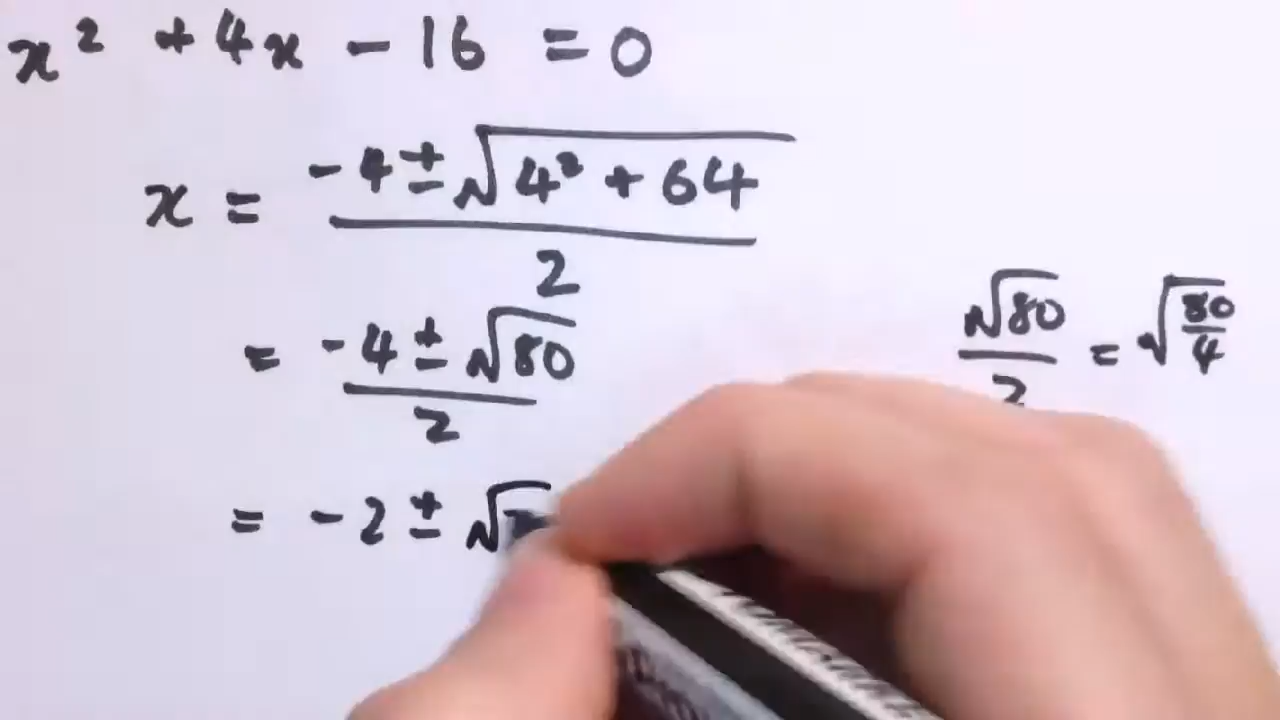 x² + 4x - 16 = 0
x = (-4 ± √(4² + 64)) / 2
= (-4 ± √80) / 2
√80 / 2 = √(80/4)
= -2 ± √